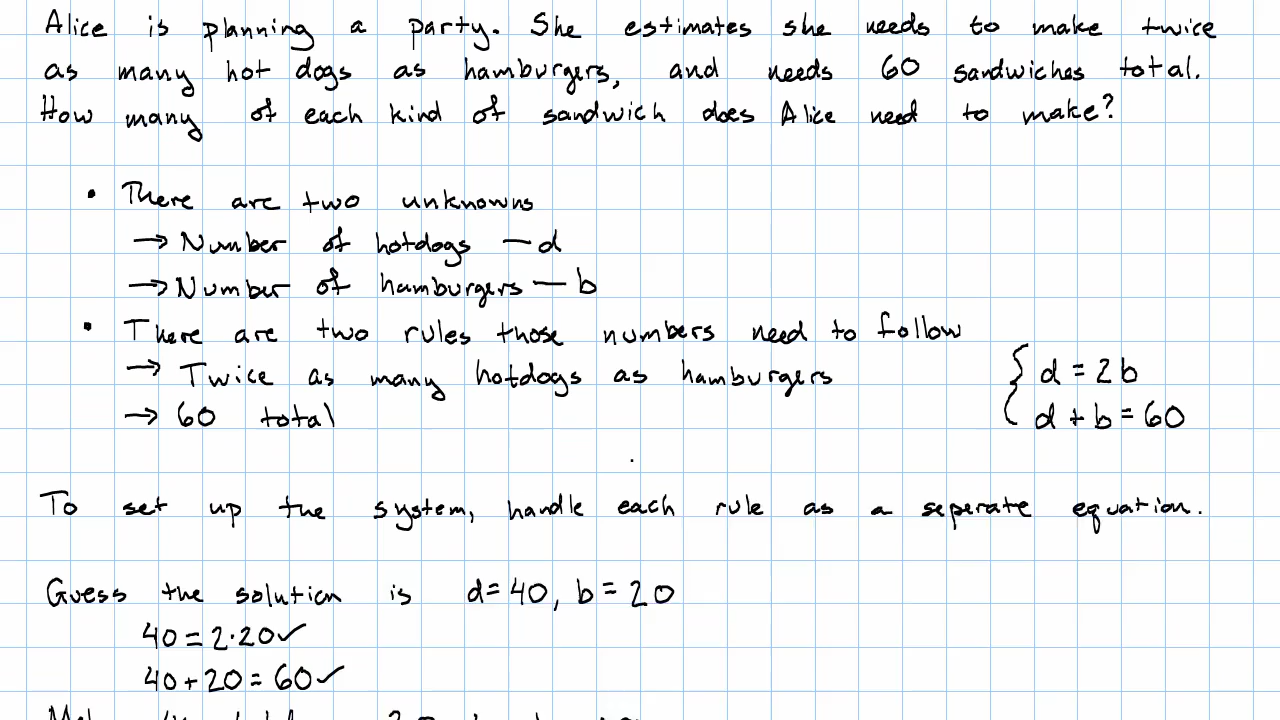 Alice is planning a party. She estimates she needs to make twice
as many hot dogs as hamburgers, and needs 60 sandwiches total.
How many of each kind of sandwich does Alice need to make?
• There are two unknowns
→ Number of hotdogs — d
→ Number of hamburgers — b
• There are two rules those numbers need to follow
→ Twice as many hotdogs as hamburgers { d = 2b
→ 60 total d + b = 60
To set up the system, handle each rule as a seperate equation.
Guess the solution is d=40, b=20
40=2·20✓
40+20=60✓